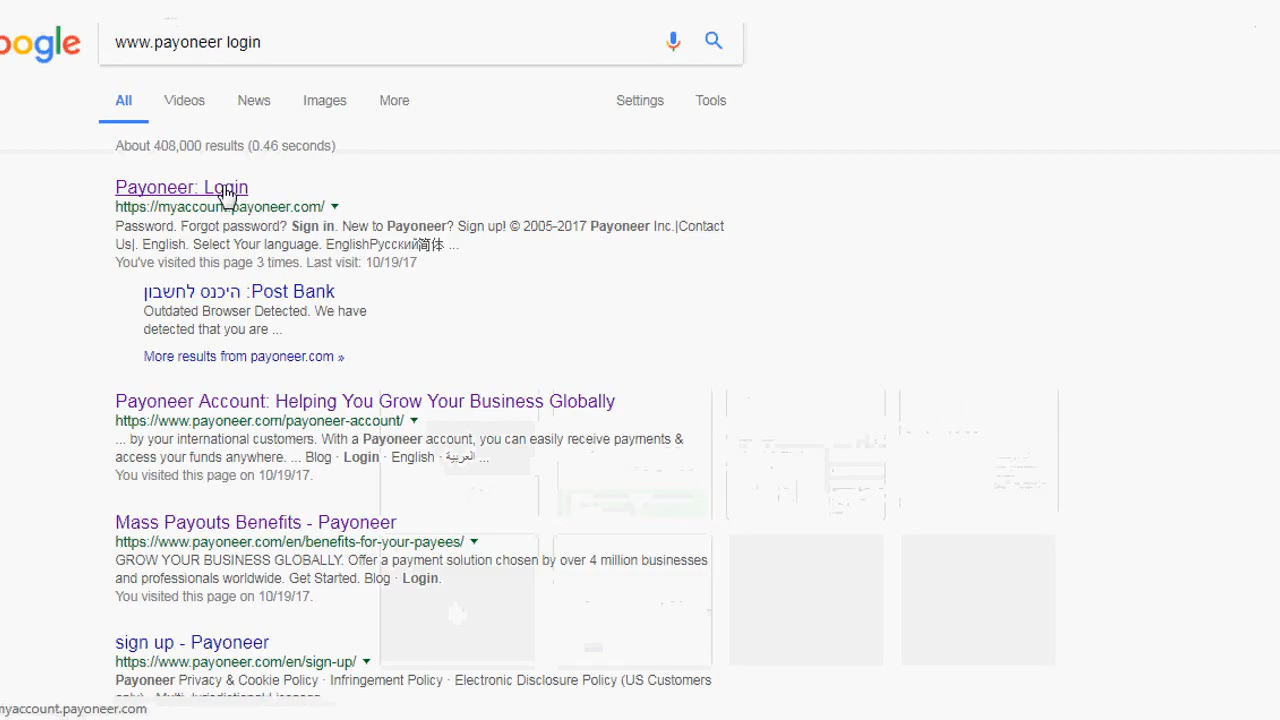 oogle
www.payoneer login
All Videos News Images More Settings Tools
About 408,000 results (0.46 seconds)
Payoneer: Login
https://myaccount.payoneer.com/
Password. Forgot password? Sign in. New to Payoneer? Sign up! © 2005-2017 Payoneer Inc.|Contact
Us|. English. Select Your language. EnglishРусский简体 ...
You've visited this page 3 times. Last visit: 10/19/17
היכנס לחשבון :Post Bank
Outdated Browser Detected. We have
detected that you are ...
More results from payoneer.com »
Payoneer Account: Helping You Grow Your Business Globally
https://www.payoneer.com/payoneer-account/
... by your international customers. With a Payoneer account, you can easily receive payments &
access your funds anywhere. ... Blog · Login · English · العربية ...
You visited this page on 10/19/17.
Mass Payouts Benefits - Payoneer
https://www.payoneer.com/en/benefits-for-your-payees/
GROW YOUR BUSINESS GLOBALLY. Offer a payment solution chosen by over 4 million businesses
and professionals worldwide. Get Started. Blog · Login.
You visited this page on 10/19/17.
sign up - Payoneer
https://www.payoneer.com/en/sign-up/
Payoneer Privacy & Cookie Policy · Infringement Policy · Electronic Disclosure Policy (US Customers
myaccount.payoneer.com